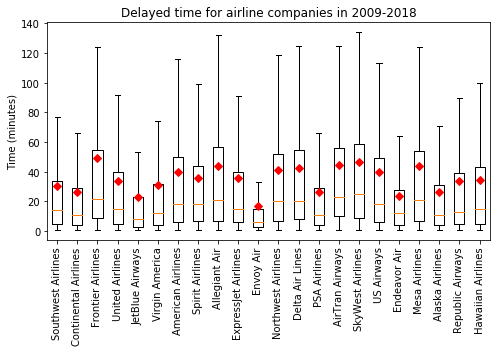 Delayed time for airline companies in 2009-2018
Time (minutes)
140
120
100
80
60
40
20
0
Southwest Airlines
Continental Airlines
Frontier Airlines
United Airlines
JetBlue Airways
Virgin America
American Airlines
Spirit Airlines
Allegiant Air
ExpressJet Airlines
Envoy Air
Northwest Airlines
Delta Air Lines
PSA Airlines
AirTran Airways
SkyWest Airlines
US Airways
Endeavor Air
Mesa Airlines
Alaska Airlines
Republic Airways
Hawaiian Airlines